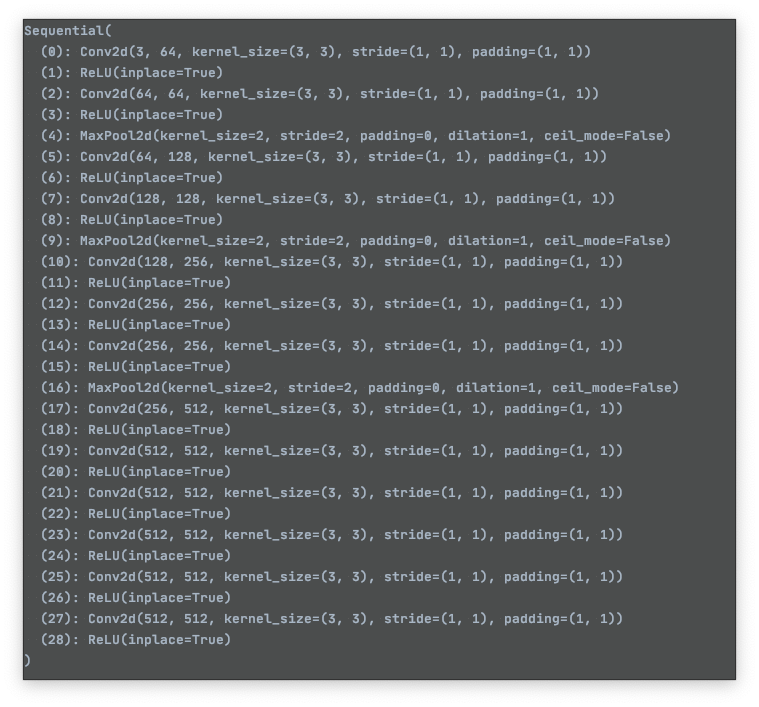 Sequential(
  (0): Conv2d(3, 64, kernel_size=(3, 3), stride=(1, 1), padding=(1, 1))
  (1): ReLU(inplace=True)
  (2): Conv2d(64, 64, kernel_size=(3, 3), stride=(1, 1), padding=(1, 1))
  (3): ReLU(inplace=True)
  (4): MaxPool2d(kernel_size=2, stride=2, padding=0, dilation=1, ceil_mode=False)
  (5): Conv2d(64, 128, kernel_size=(3, 3), stride=(1, 1), padding=(1, 1))
  (6): ReLU(inplace=True)
  (7): Conv2d(128, 128, kernel_size=(3, 3), stride=(1, 1), padding=(1, 1))
  (8): ReLU(inplace=True)
  (9): MaxPool2d(kernel_size=2, stride=2, padding=0, dilation=1, ceil_mode=False)
  (10): Conv2d(128, 256, kernel_size=(3, 3), stride=(1, 1), padding=(1, 1))
  (11): ReLU(inplace=True)
  (12): Conv2d(256, 256, kernel_size=(3, 3), stride=(1, 1), padding=(1, 1))
  (13): ReLU(inplace=True)
  (14): Conv2d(256, 256, kernel_size=(3, 3), stride=(1, 1), padding=(1, 1))
  (15): ReLU(inplace=True)
  (16): MaxPool2d(kernel_size=2, stride=2, padding=0, dilation=1, ceil_mode=False)
  (17): Conv2d(256, 512, kernel_size=(3, 3), stride=(1, 1), padding=(1, 1))
  (18): ReLU(inplace=True)
  (19): Conv2d(512, 512, kernel_size=(3, 3), stride=(1, 1), padding=(1, 1))
  (20): ReLU(inplace=True)
  (21): Conv2d(512, 512, kernel_size=(3, 3), stride=(1, 1), padding=(1, 1))
  (22): ReLU(inplace=True)
  (23): Conv2d(512, 512, kernel_size=(3, 3), stride=(1, 1), padding=(1, 1))
  (24): ReLU(inplace=True)
  (25): Conv2d(512, 512, kernel_size=(3, 3), stride=(1, 1), padding=(1, 1))
  (26): ReLU(inplace=True)
  (27): Conv2d(512, 512, kernel_size=(3, 3), stride=(1, 1), padding=(1, 1))
  (28): ReLU(inplace=True)
)